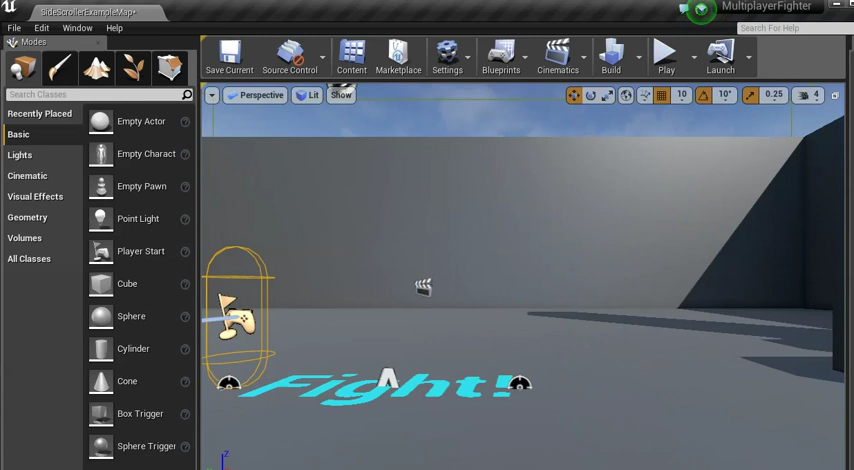 SideScrollerExampleMap*
MultiplayerFighter
File Edit Window Help
Search For Help
Modes
Save Current
Source Control
Content
Marketplace
Settings
Blueprints
Cinematics
Build
Play
Launch
Search Classes
Perspective
Lit
Show
10
10°
0.25
4
Recently Placed
Basic
Lights
Cinematic
Visual Effects
Geometry
Volumes
All Classes
Empty Actor
Empty Charact
Empty Pawn
Point Light
Player Start
Cube
Sphere
Cylinder
Cone
Box Trigger
Sphere Trigger
Fight!
Z